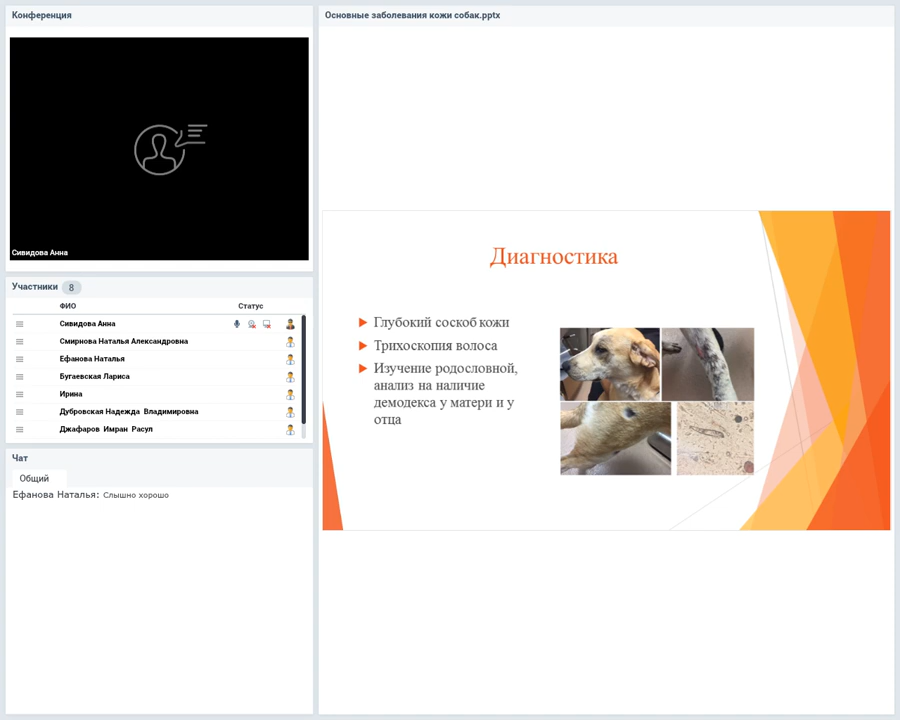 Конференция
Сивидова Анна
Участники 8
ФИО Статус
Сивидова Анна
Смирнова Наталья Александровна
Ефанова Наталья
Бугаевская Лариса
Ирина
Дубровская Надежда Владимировна
Джафаров Имран Расул
Чат
Общий
Ефанова Наталья: Слышно хорошо
Основные заболевания кожи собак.pptx
Диагностика
Глубокий соскоб кожи
Трихоскопия волоса
Изучение родословной,
анализ на наличие
демодекса у матери и у
отца